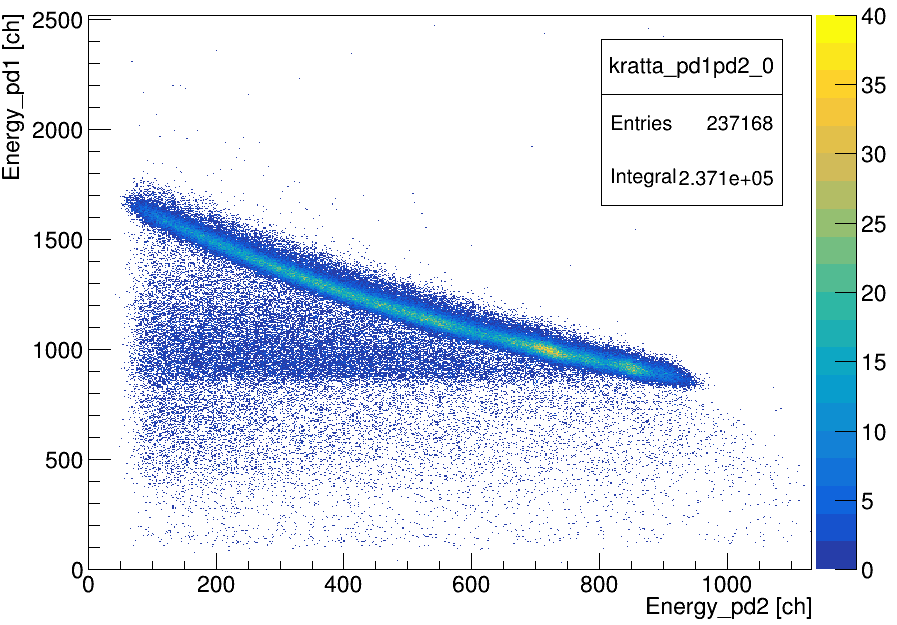 Energy_pd1 [ch]
2500
2000
1500
1000
500
0
0 200 400 600 800 1000
Energy_pd2 [ch]
kratta_pd1pd2_0
Entries 237168
Integral 2.371e+05
40
35
30
25
20
15
10
5
0